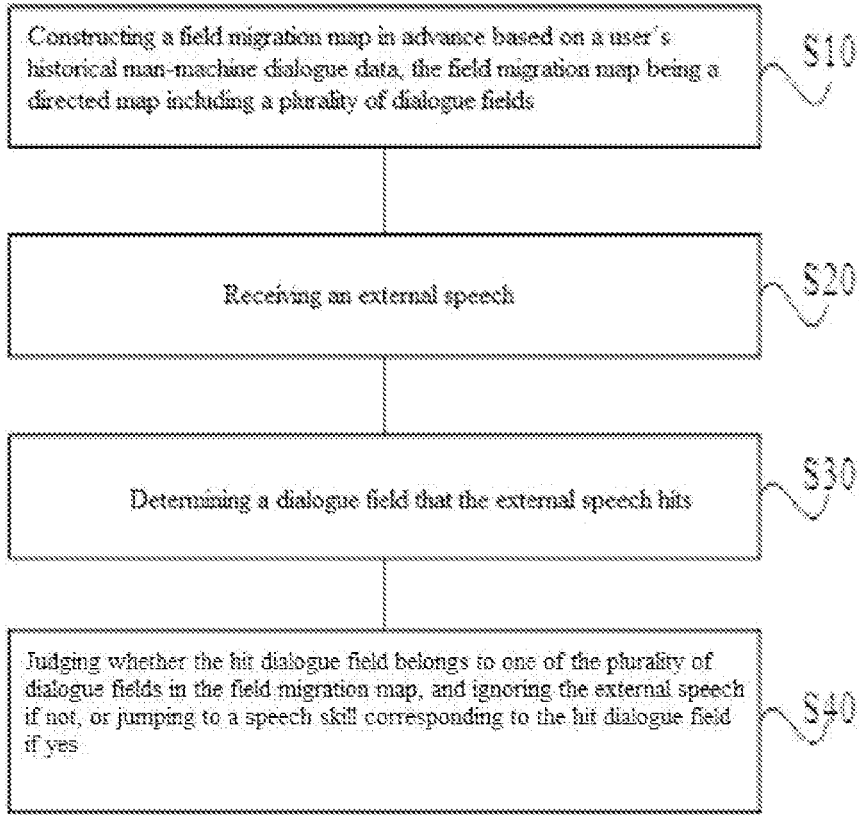 Constructing a field migration map in advance based on a user's
historical man-machine dialogue data, the field migration map being a
directed map including a plurality of dialogue fields
S10
Receiving an external speech
S20
Determining a dialogue field that the external speech hits
S30
Judging whether the hit dialogue field belongs to one of the plurality of
dialogue fields in the field migration map, and ignoring the external speech
if not, or jumping to a speech skill corresponding to the hit dialogue field
if yes
S40